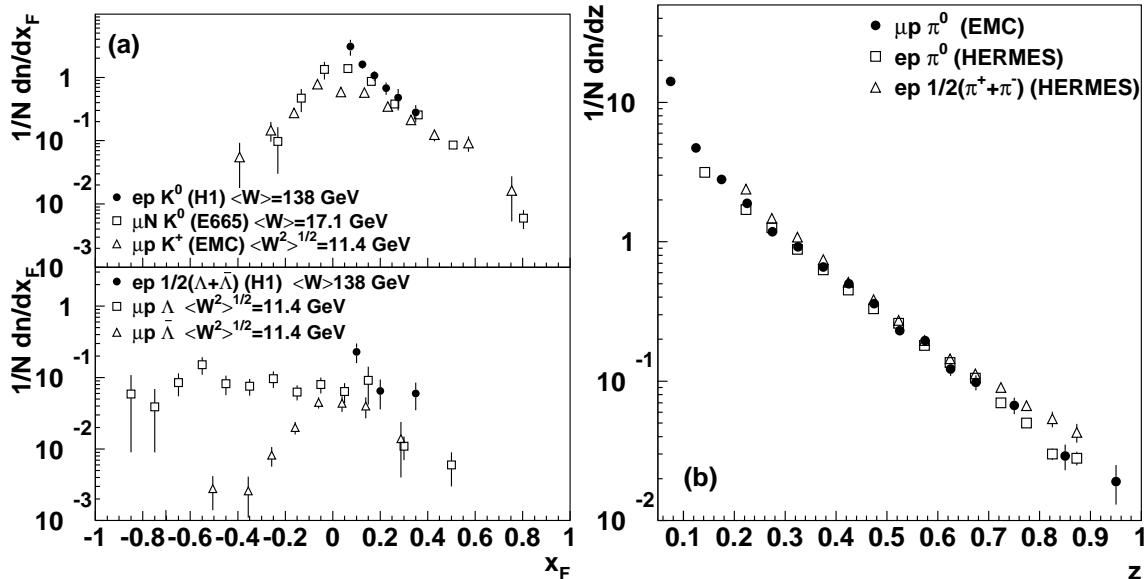 (a)
1/N dn/dx_F
1
10^-1
10^-2
10^-3
ep K^0 (H1) <W>=138 GeV
μN K^0 (E665) <W>=17.1 GeV
μp K^+ (EMC) <W^2>^1/2=11.4 GeV
1/N dn/dx_F
1
10^-1
10^-2
10^-3
10
ep 1/2(Λ+Λ̄) (H1) <W>138 GeV
μp Λ <W^2>^1/2=11.4 GeV
μp Λ̄ <W^2>^1/2=11.4 GeV
-1 -0.8 -0.6 -0.4 -0.2 0 0.2 0.4 0.6 0.8 1
x_F
1/N dn/dz
10
1
10^-1
10^-2
μp π^0 (EMC)
ep π^0 (HERMES)
ep 1/2(π^+ + π^-) (HERMES)
(b)
0.1 0.2 0.3 0.4 0.5 0.6 0.7 0.8 0.9 1
z